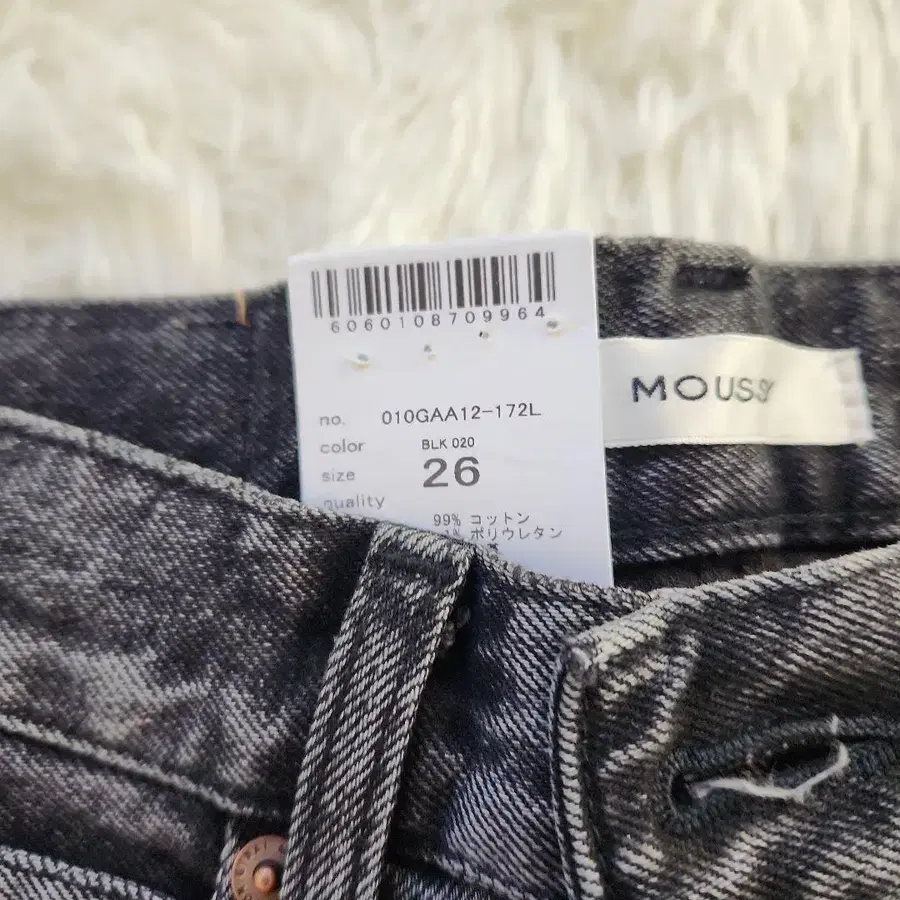 6060108709964
no. 010GAA12-172L
color BLK 020
size 26
quality
99% コットン
1% ポリウレタン
MOUSSY